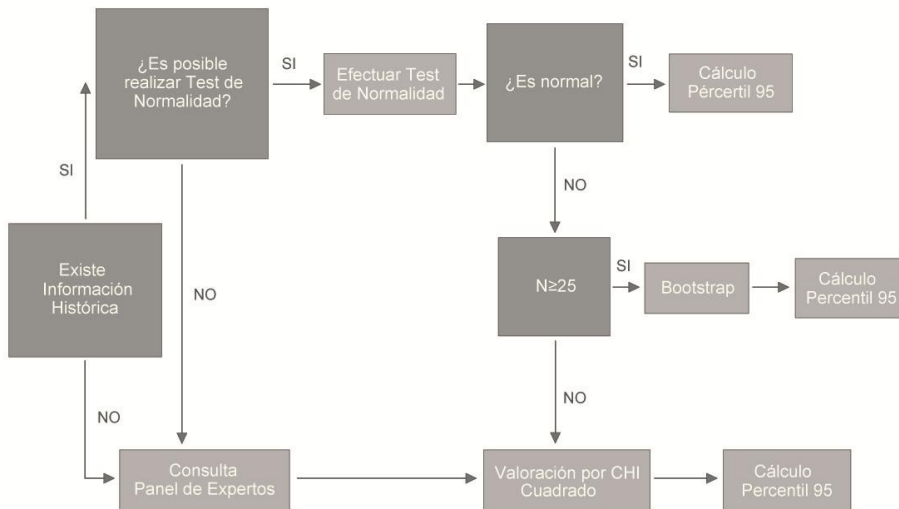 ¿Es posible
realizar Test de
Normalidad?
SI
Efectuar Test
de Normalidad
¿Es normal?
SI
Cálculo
Pércertil 95
SI
NO
NO
Existe
Información
Histórica
N≥25
SI
Bootstrap
Cálculo
Percentil 95
NO
NO
Consulta
Panel de Expertos
Valoración por CHI
Cuadrado
Cálculo
Percentil 95